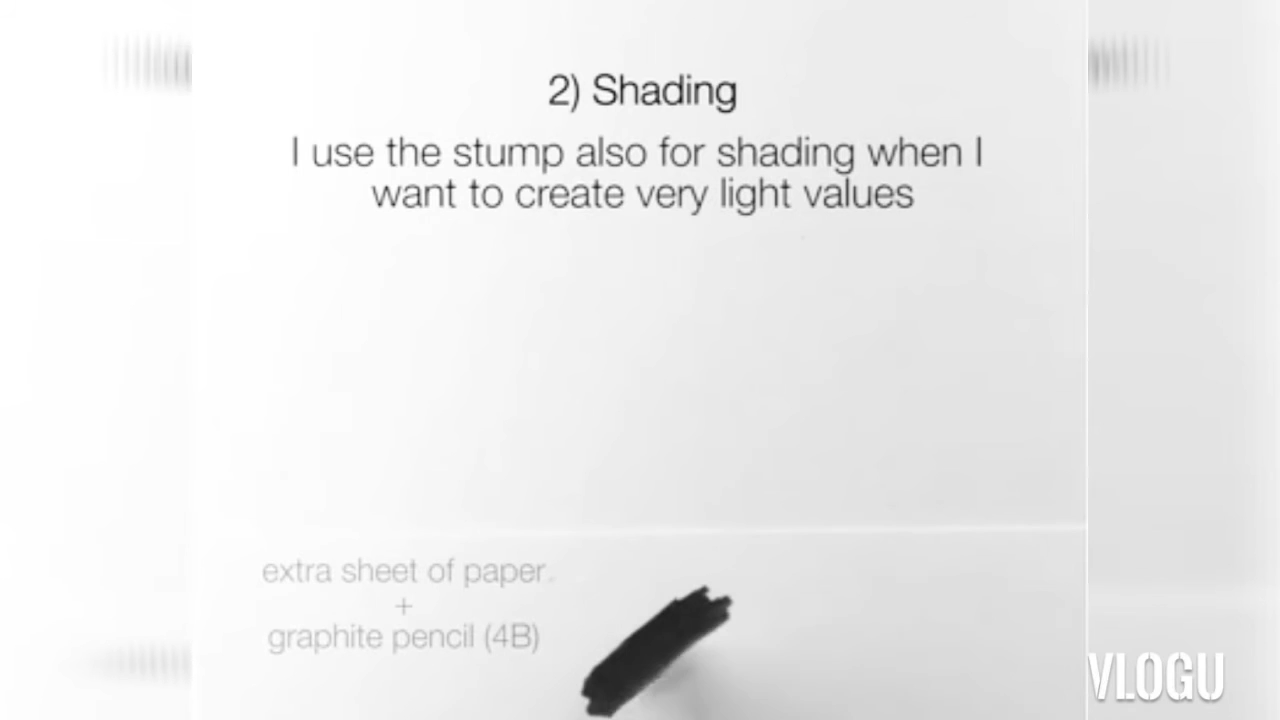 2) Shading
I use the stump also for shading when I
want to create very light values
extra sheet of paper.
+
graphite pencil (4B)
VLOGU